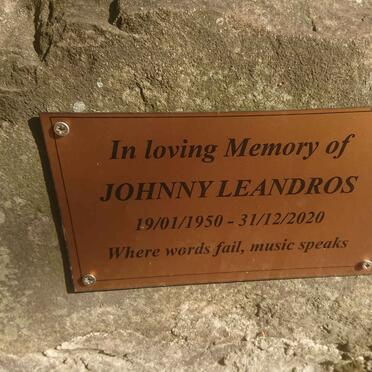 In loving Memory of
JOHNNY LEANDROS
19/01/1950 - 31/12/2020
Where words fail, music speaks